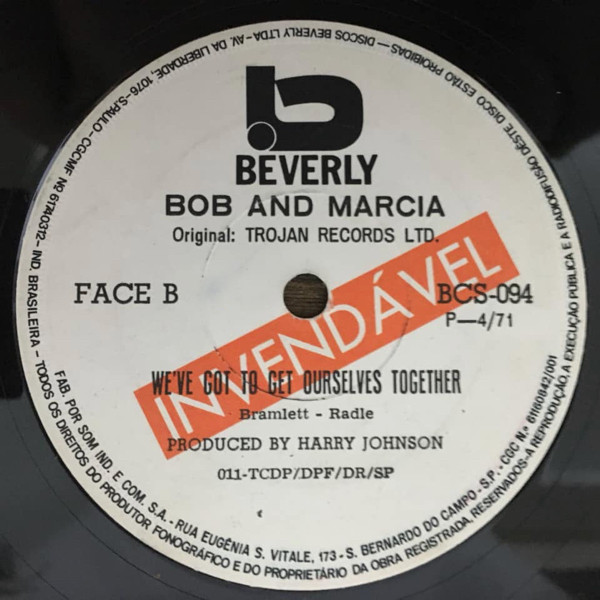 b
BEVERLY
BOB AND MARCIA
Original: TROJAN RECORDS LTD.
FACE B
BCS-094
P—4/71
INVENDÁVEL
WE'VE GOT TO GET OURSELVES TOGETHER
Bramlett - Radle
PRODUCED BY HARRY JOHNSON
011-TCDP/DPF/DR/SP
FAB. POR SOM IND. E COM. S.A. - RUA EUGÊNIA S. VITALE, 173 - S. BERNARDO DO CAMPO - S.P. - CGC N.º 61160842/001
DISCOS BEVERLY LTDA - AV. DA LIBERDADE, 1076 - S.PAULO - CGCMF Nº 61740312 - IND. BRASILEIRA - TODOS OS DIREITOS DO PRODUTOR FONOGRÁFICO E DO PROPRIETÁRIO DA OBRA REGISTRADA, RESERVADOS - A REPRODUÇÃO, A EXECUÇÃO PÚBLICA E A RADIODIFUSÃO DESTE DISCO ESTÃO PROIBIDAS —